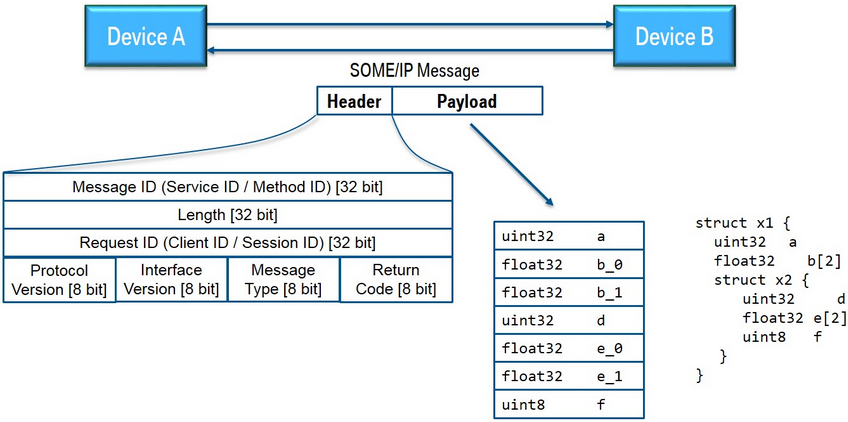 Device A
Device B
SOME/IP Message
Header
Payload
Message ID (Service ID / Method ID) [32 bit]
Length [32 bit]
Request ID (Client ID / Session ID) [32 bit]
Protocol
Version [8 bit]
Interface
Version [8 bit]
Message
Type [8 bit]
Return
Code [8 bit]
uint32 a
float32 b_0
float32 b_1
uint32 d
float32 e_0
float32 e_1
uint8 f
struct x1 {
uint32 a
float32 b[2]
struct x2 {
uint32 d
float32 e[2]
uint8 f
}
}